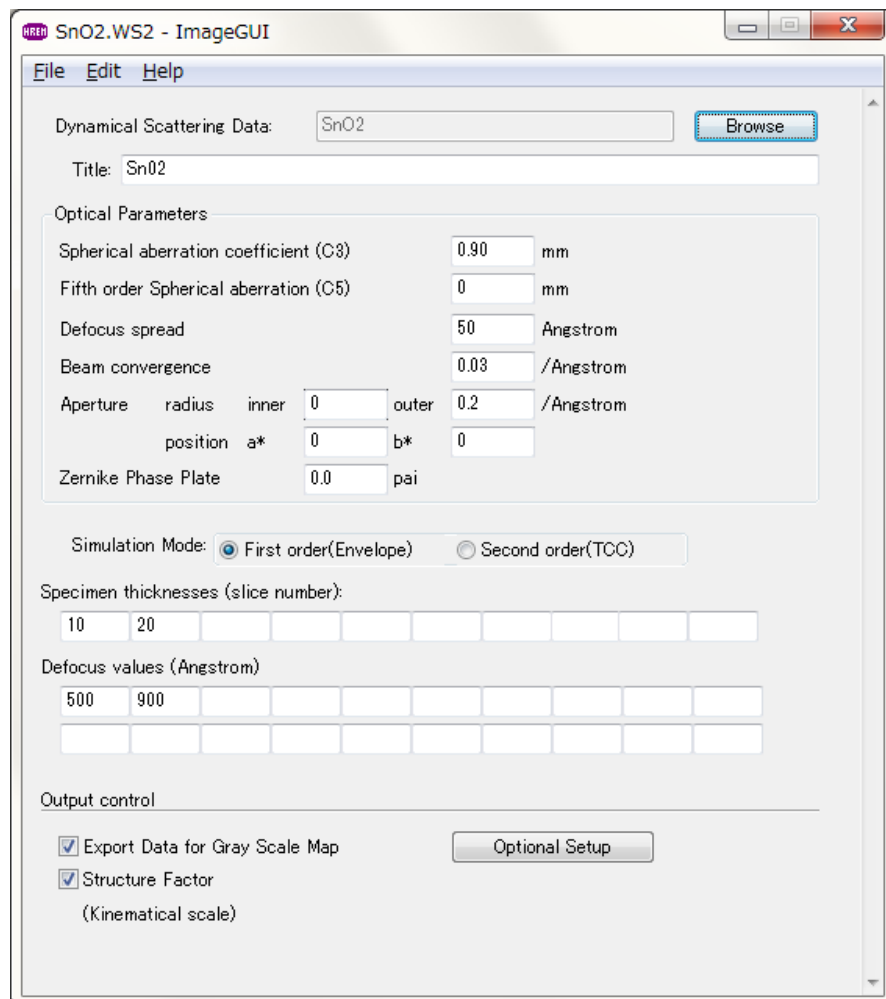 HREM SnO2.WS2 - ImageGUI
File Edit Help
Dynamical Scattering Data: SnO2 Browse
Title: Sn02
Optical Parameters
Spherical aberration coefficient (C3) 0.90 mm
Fifth order Spherical aberration (C5) 0 mm
Defocus spread 50 Angstrom
Beam convergence 0.03 /Angstrom
Aperture radius inner 0 outer 0.2 /Angstrom
position a* 0 b* 0
Zernike Phase Plate 0.0 pai
Simulation Mode: First order(Envelope) Second order(TCC)
Specimen thicknesses (slice number):
10 20
Defocus values (Angstrom)
500 900
Output control
Export Data for Gray Scale Map Optional Setup
Structure Factor
(Kinematical scale)